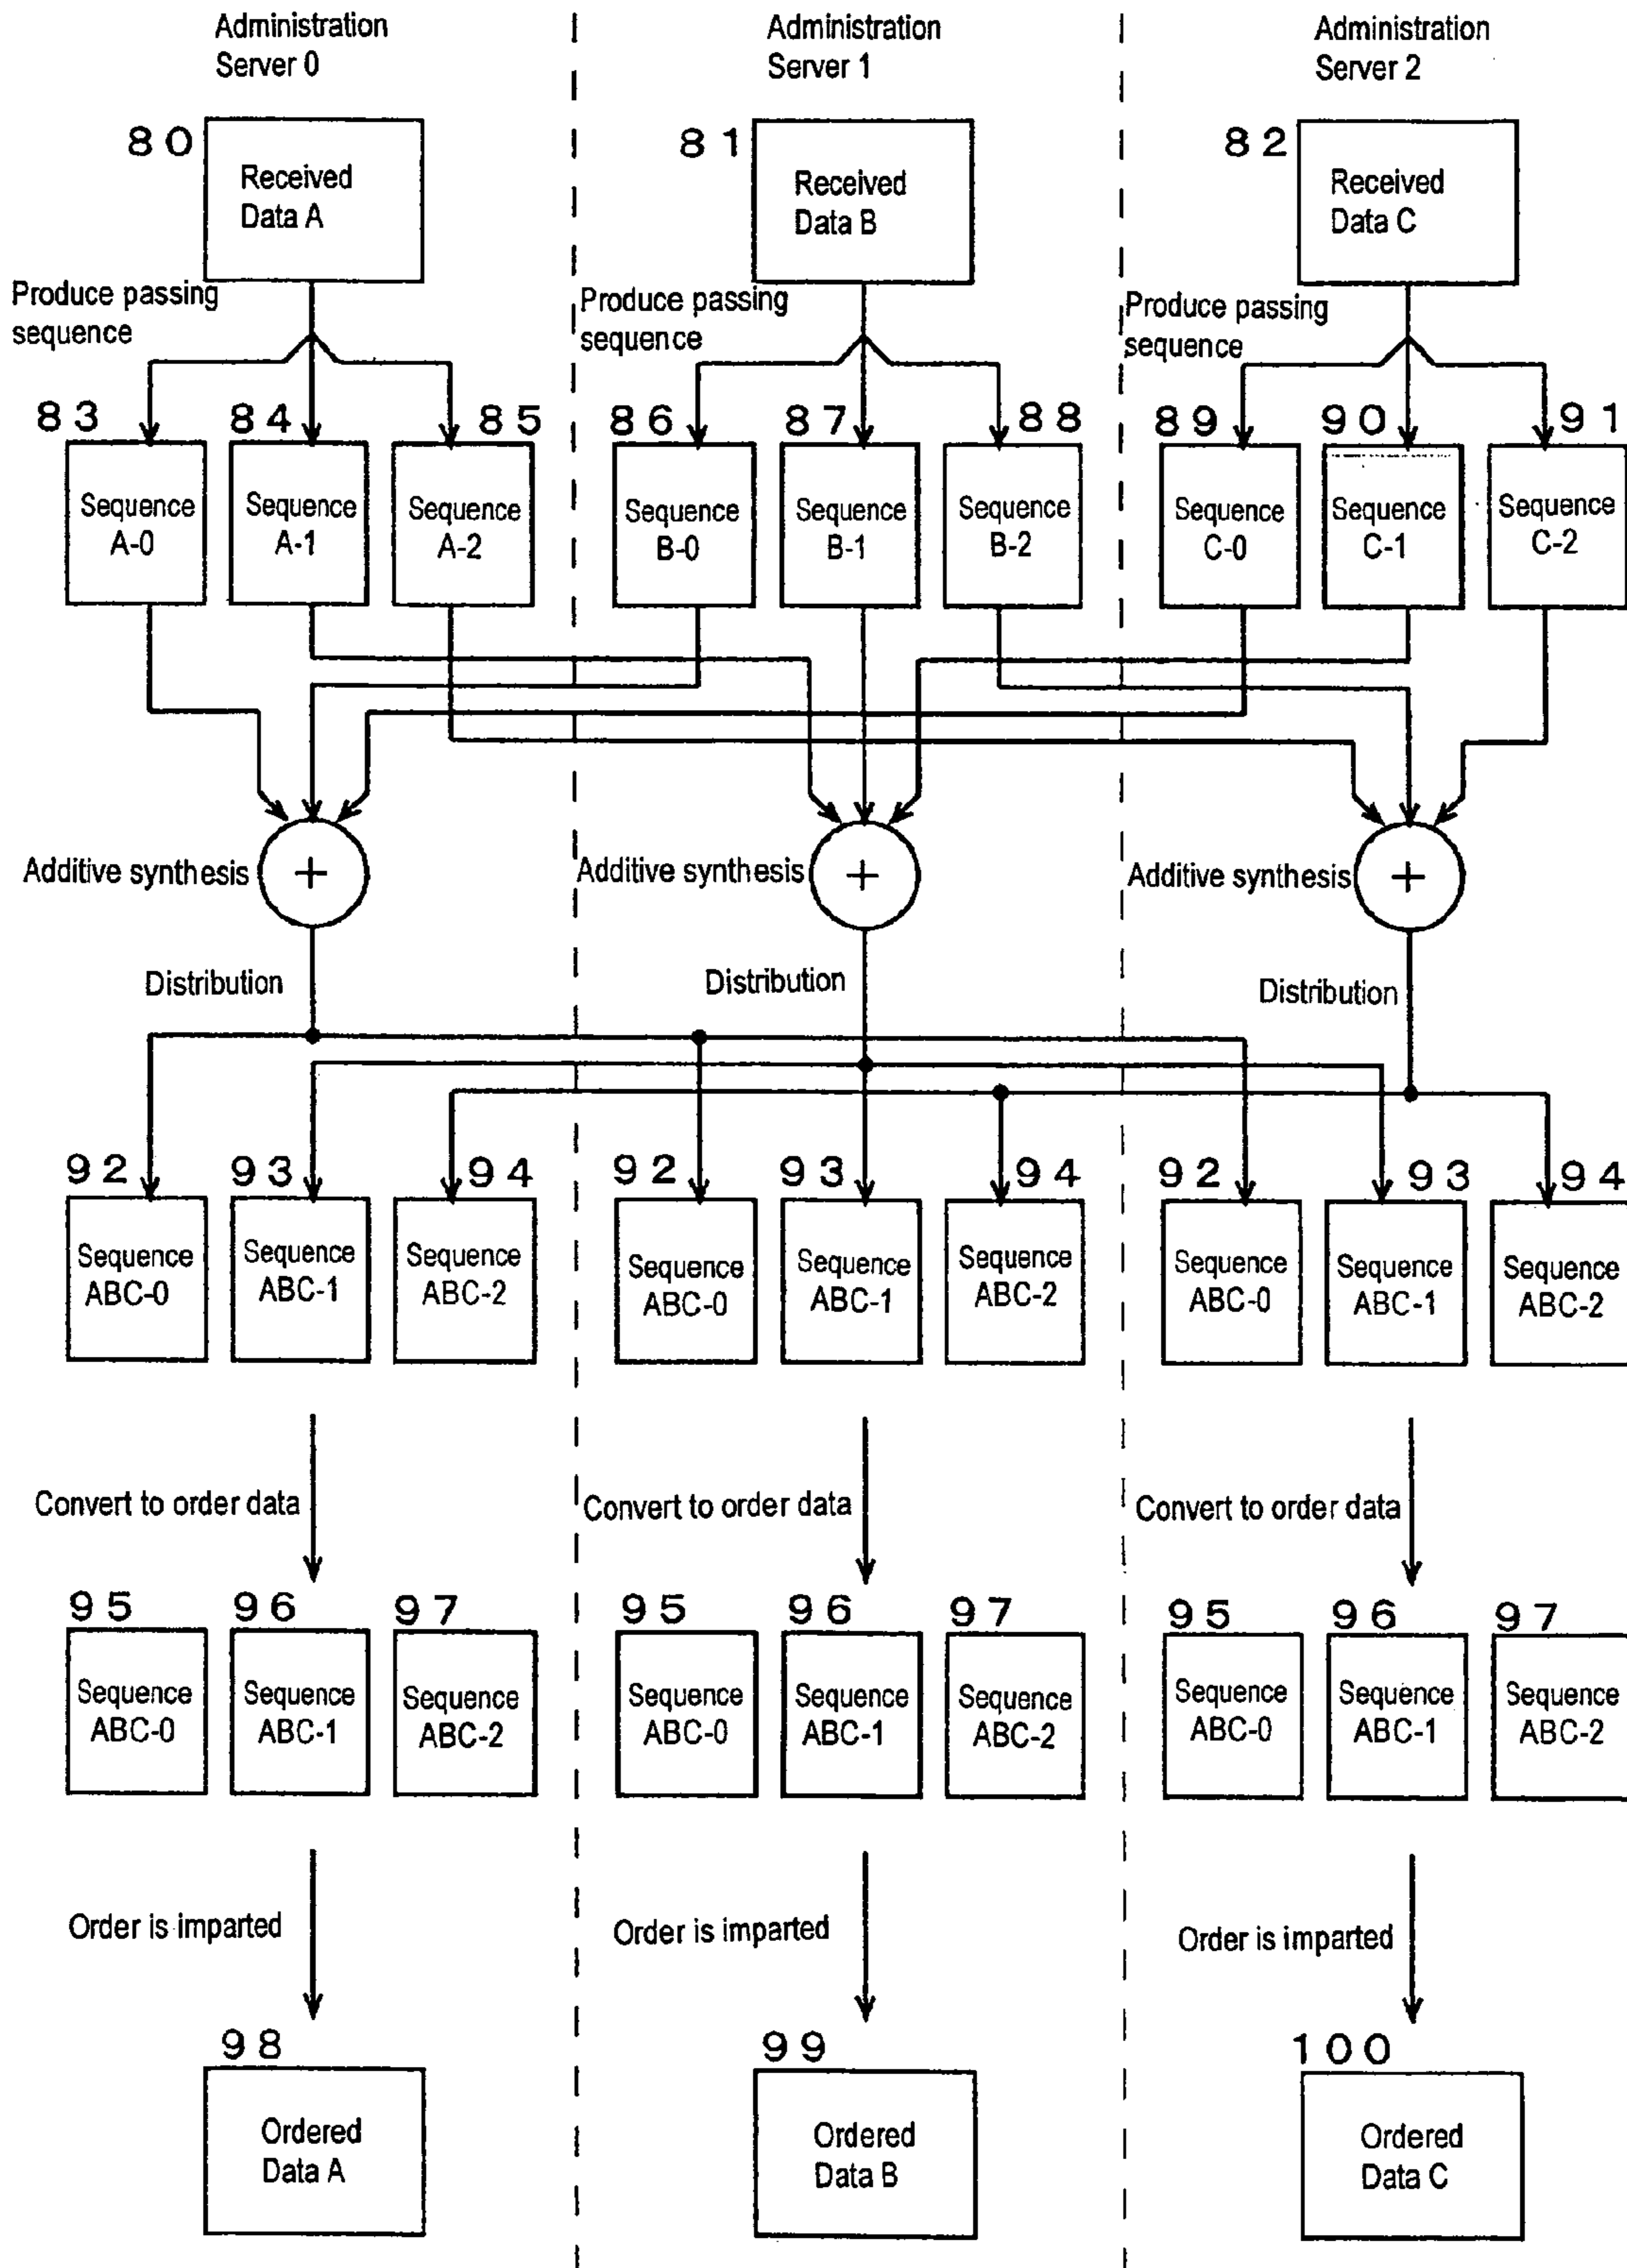 Administration
Server 0
Administration
Server 1
Administration
Server 2
80
Received
Data A
81
Received
Data B
82
Received
Data C
Produce passing
sequence
Produce passing
sequence
Produce passing
sequence
83
84
85
86
87
88
89
90
91
Sequence
A-0
Sequence
A-1
Sequence
A-2
Sequence
B-0
Sequence
B-1
Sequence
B-2
Sequence
C-0
Sequence
C-1
Sequence
C-2
Additive synthesis
+
Additive synthesis
+
Additive synthesis
+
Distribution
Distribution
Distribution
92
93
94
92
93
94
92
93
94
Sequence
ABC-0
Sequence
ABC-1
Sequence
ABC-2
Sequence
ABC-0
Sequence
ABC-1
Sequence
ABC-2
Sequence
ABC-0
Sequence
ABC-1
Sequence
ABC-2
Convert to order data
Convert to order data
Convert to order data
95
96
97
95
96
97
95
96
97
Sequence
ABC-0
Sequence
ABC-1
Sequence
ABC-2
Sequence
ABC-0
Sequence
ABC-1
Sequence
ABC-2
Sequence
ABC-0
Sequence
ABC-1
Sequence
ABC-2
Order is imparted
Order is imparted
Order is imparted
98
99
100
Ordered
Data A
Ordered
Data B
Ordered
Data C